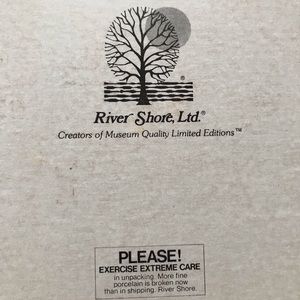 ®
River Shore, Ltd.®
Creators of Museum Quality Limited Editions™
PLEASE!
EXERCISE EXTREME CARE
in unpacking. More fine
porcelain is broken now
than in shipping. River Shore.